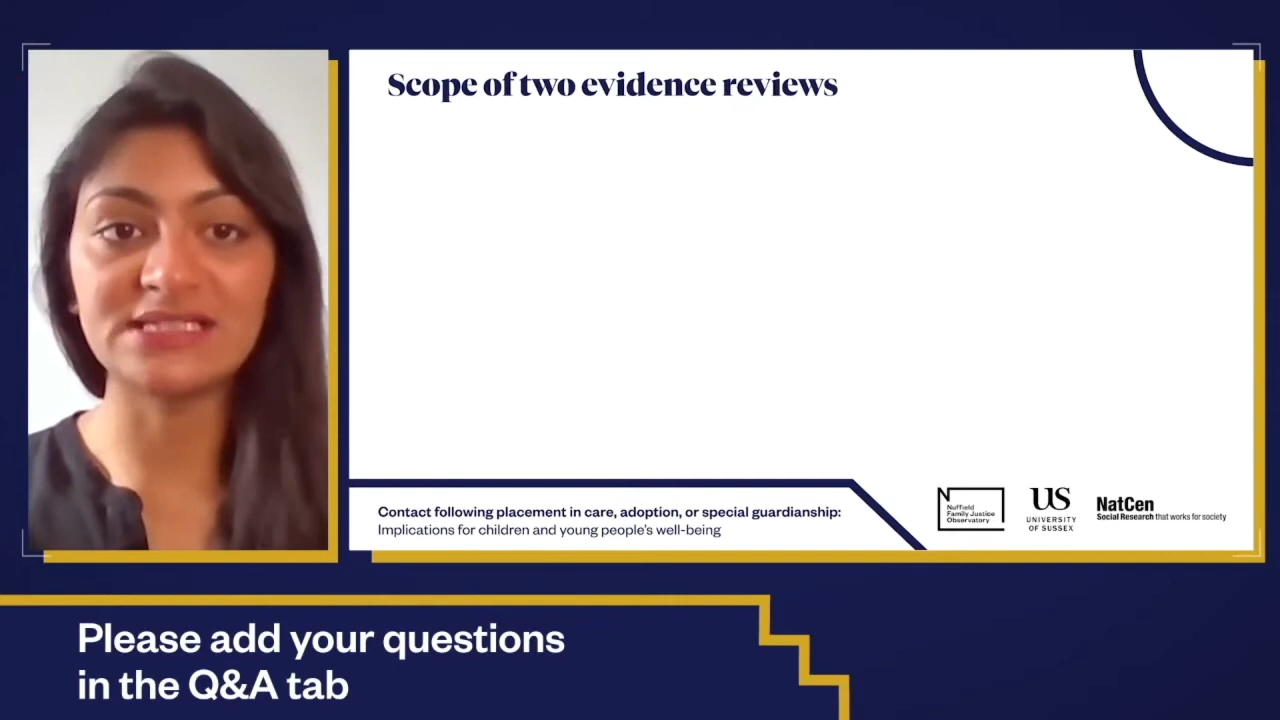 Scope of two evidence reviews
Contact following placement in care, adoption, or special guardianship:
Implications for children and young people's well-being
Nuffield
Family Justice
Observatory
US
UNIVERSITY
OF SUSSEX
NatCen
Social Research that works for society
Please add your questions
in the Q&A tab